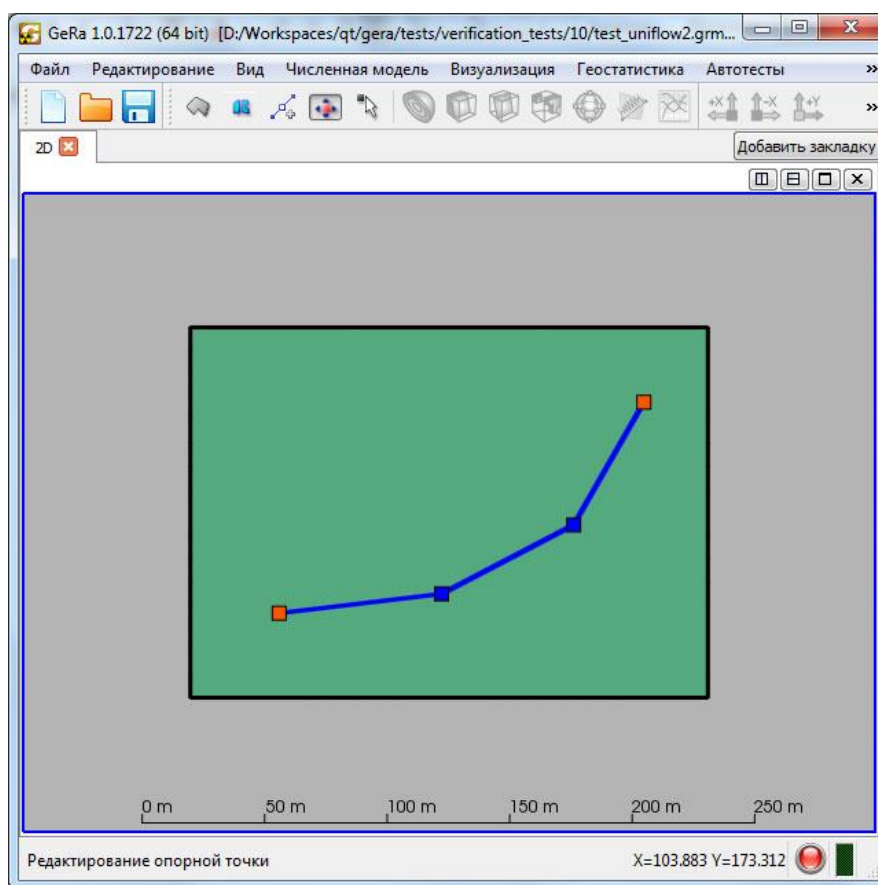 GeRa 1.0.1722 (64 bit) [D:/Workspaces/qt/gera/tests/verification_tests/10/test_uniflow2.grm...
Файл Редактирование Вид Численная модель Визуализация Геостатистика Автотесты »
+X -X +Y »
2D Добавить закладку
0 m 50 m 100 m 150 m 200 m 250 m
Редактирование опорной точки X=103.883 Y=173.312